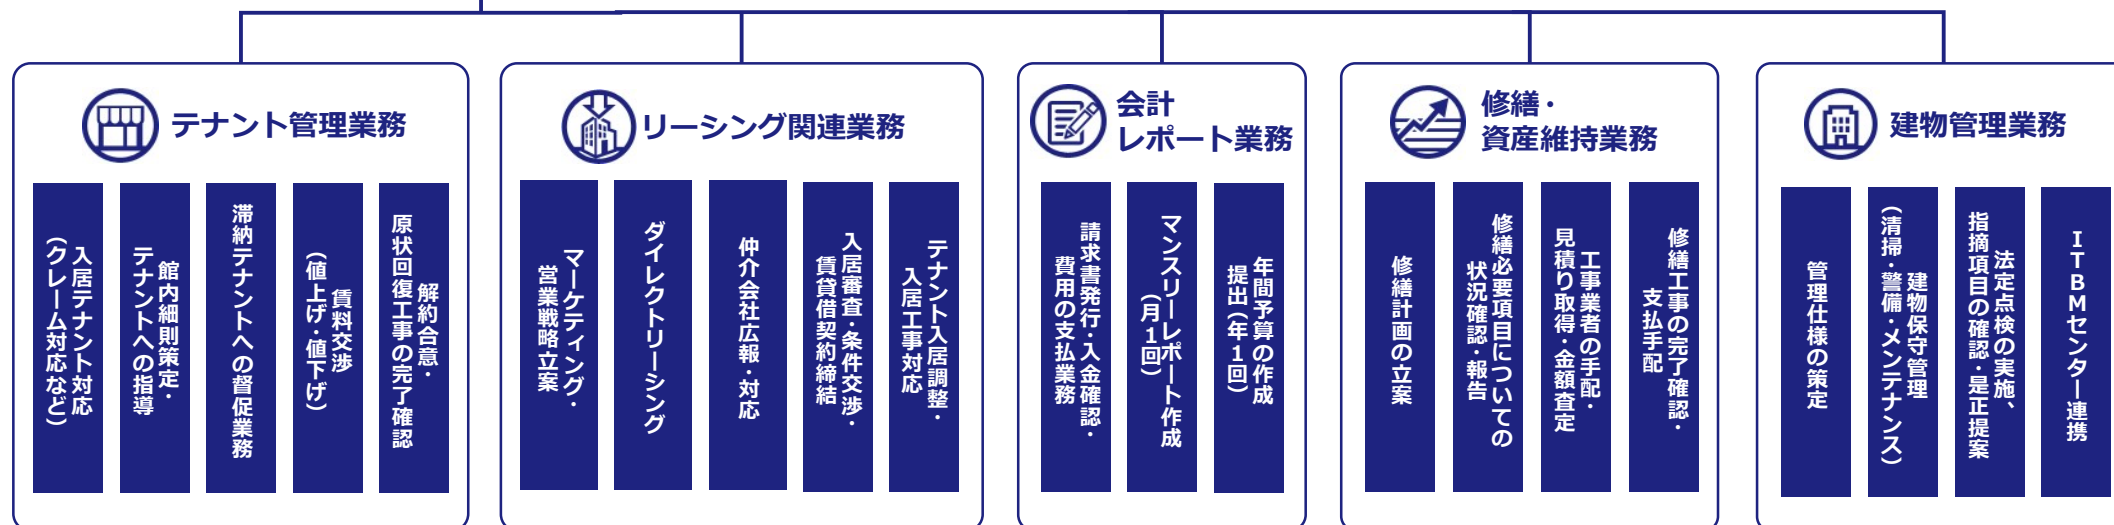 テナント管理業務
入居テナント対応
(クレーム対応など)
館内細則策定・
テナントへの指導
滞納テナントへの督促業務
賃料交渉
(値上げ・値下げ)
解約合意・
原状回復工事の完了確認
リーシング関連業務
マーケティング・
営業戦略立案
ダイレクトリーシング
仲介会社広報・対応
入居審査・条件交渉・
賃貸借契約締結
テナント入居調整・
入居工事対応
会計
レポート業務
請求書発行・入金確認・
費用の支払業務
マンスリーレポート作成
(月1回)
年間予算の作成
提出(年1回)
修繕・
資産維持業務
修繕計画の立案
修繕必要項目についての
状況確認・報告
工事業者の手配・
見積り取得・金額査定
修繕工事の完了確認・
支払手配
建物管理業務
管理仕様の策定
建物保守管理
(清掃・警備・メンテナンス)
法定点検の実施、
指摘項目の確認・是正提案
ITBMセンター連携